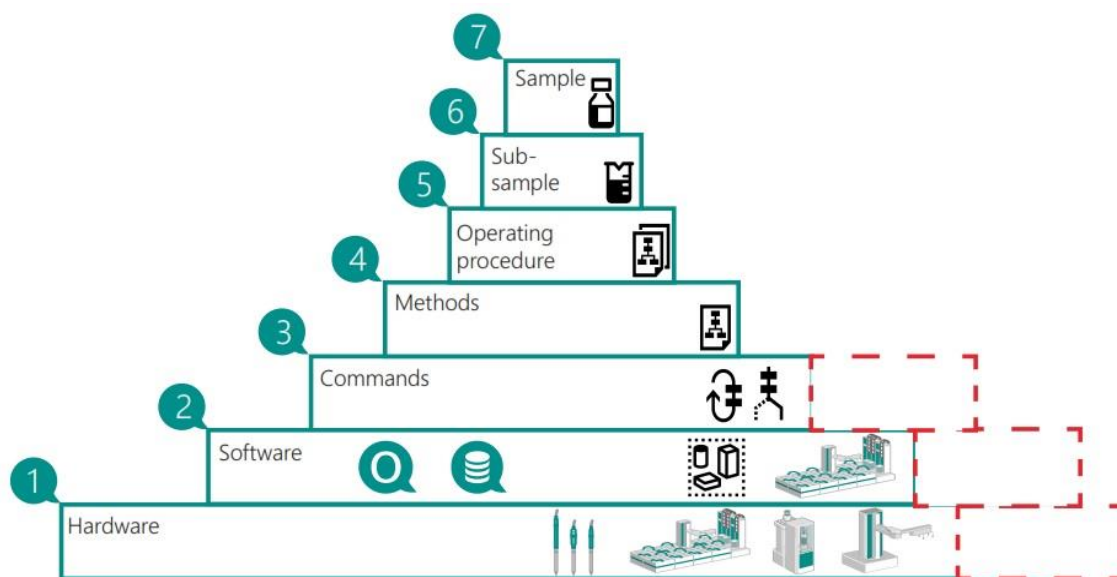 7
Sample
6
Sub-
sample
5
Operating
procedure
4
Methods
3
Commands
2
Software
O
1
Hardware